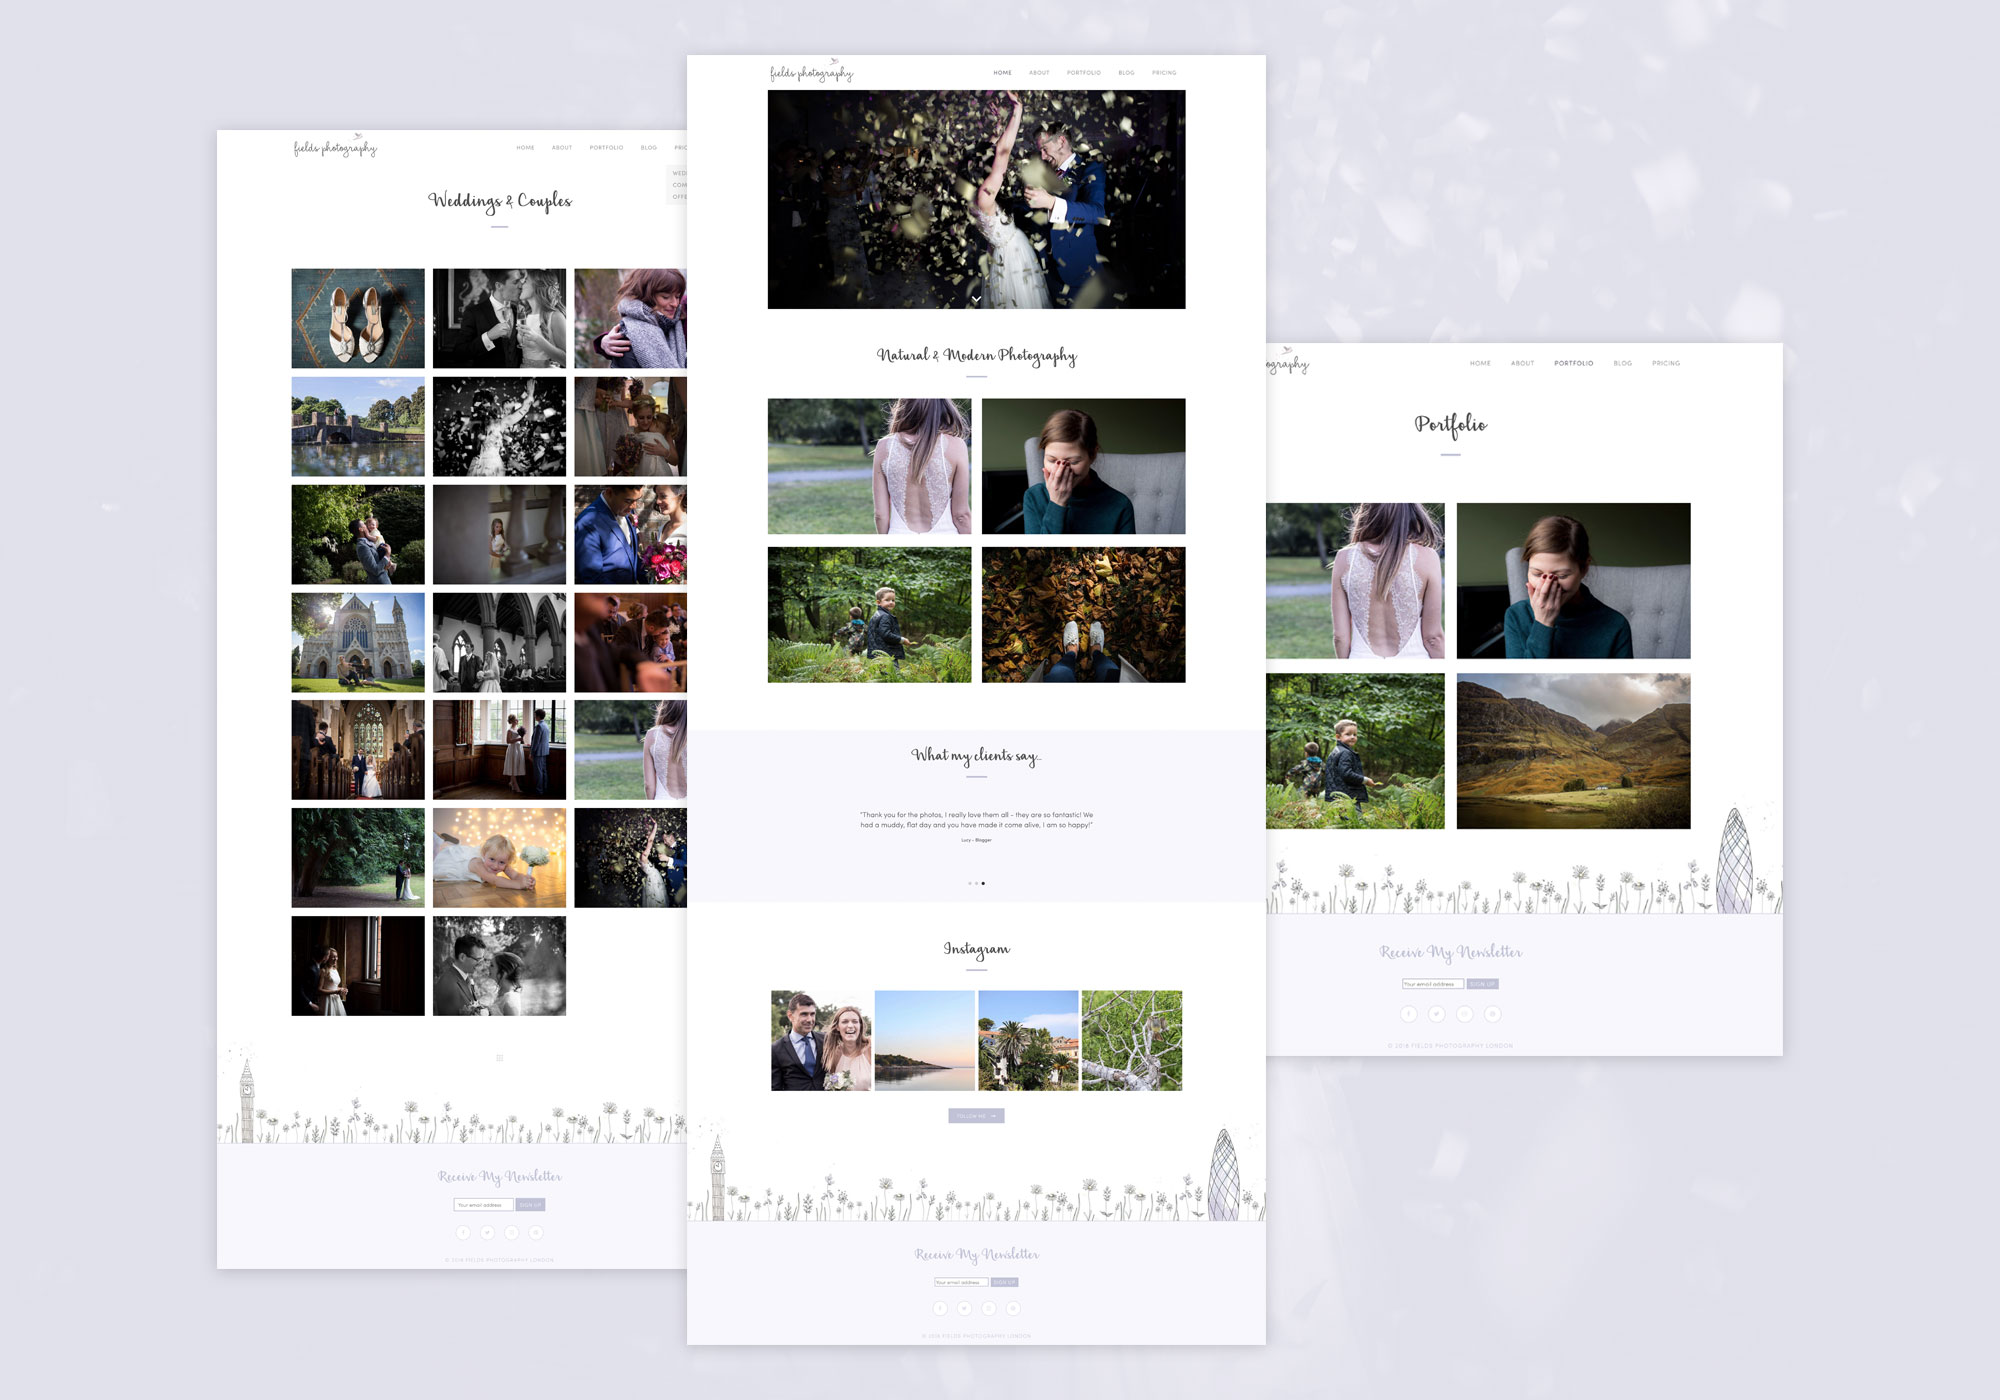 fields photography
HOME ABOUT PORTFOLIO BLOG
Weddings & Couples
Receive My Newsletter
Your email address SIGN UP
© 2018 FIELDS PHOTOGRAPHY LONDON
fields photography
HOME ABOUT PORTFOLIO BLOG PRICING
Natural & Modern Photography
What my clients say...
"Thank you for the photos, I really love them all - they are so fantastic! We
had a muddy, flat day and you have made it come alive, I am so happy!"
Lucy - Blogger
Instagram
FOLLOW ME →
Receive My Newsletter
Your email address SIGN UP
© 2018 FIELDS PHOTOGRAPHY LONDON
ography
HOME ABOUT PORTFOLIO BLOG PRICING
Portfolio
Receive My Newsletter
Your email address SIGN UP
© 2018 FIELDS PHOTOGRAPHY LONDON